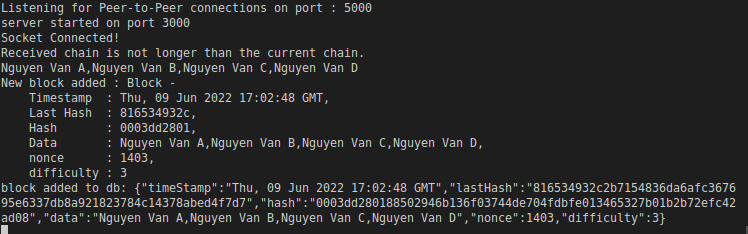 Listening for Peer-to-Peer connections on port : 5000
server started on port 3000
Socket Connected!
Received chain is not longer than the current chain.
Nguyen Van A,Nguyen Van B,Nguyen Van C,Nguyen Van D
New block added : Block -
    Timestamp  : Thu, 09 Jun 2022 17:02:48 GMT,
    Last Hash  : 816534932c,
    Hash       : 0003dd2801,
    Data       : Nguyen Van A,Nguyen Van B,Nguyen Van C,Nguyen Van D,
    nonce      : 1403,
    difficulty : 3
block added to db: {"timeStamp":"Thu, 09 Jun 2022 17:02:48 GMT","lastHash":"816534932c2b7154836da6afc3676
95e6337db8a921823784c14378abed4f7d7","hash":"0003dd280188502946b136f03744de704fdbfe013465327b01b2b72efc42
ad08","data":"Nguyen Van A,Nguyen Van B,Nguyen Van C,Nguyen Van D","nonce":1403,"difficulty":3}